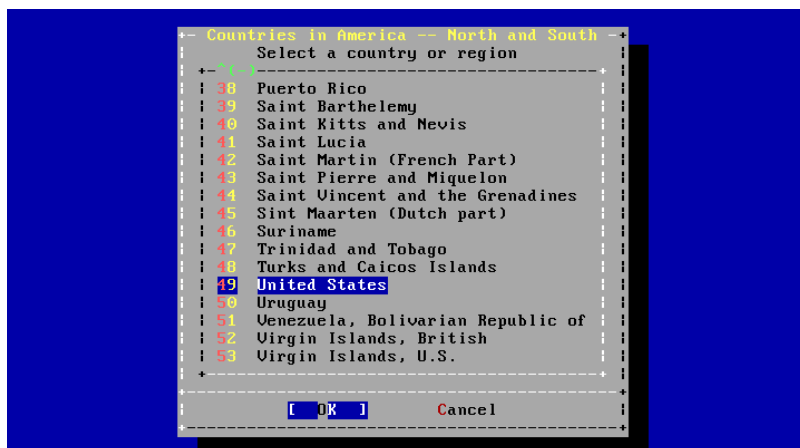 Countries in America -- North and South
Select a country or region
^(-)
38 Puerto Rico
39 Saint Barthelemy
40 Saint Kitts and Nevis
41 Saint Lucia
42 Saint Martin (French Part)
43 Saint Pierre and Miquelon
44 Saint Vincent and the Grenadines
45 Sint Maarten (Dutch part)
46 Suriname
47 Trinidad and Tobago
48 Turks and Caicos Islands
49 United States
50 Uruguay
51 Venezuela, Bolivarian Republic of
52 Virgin Islands, British
53 Virgin Islands, U.S.
[ OK ] Cancel